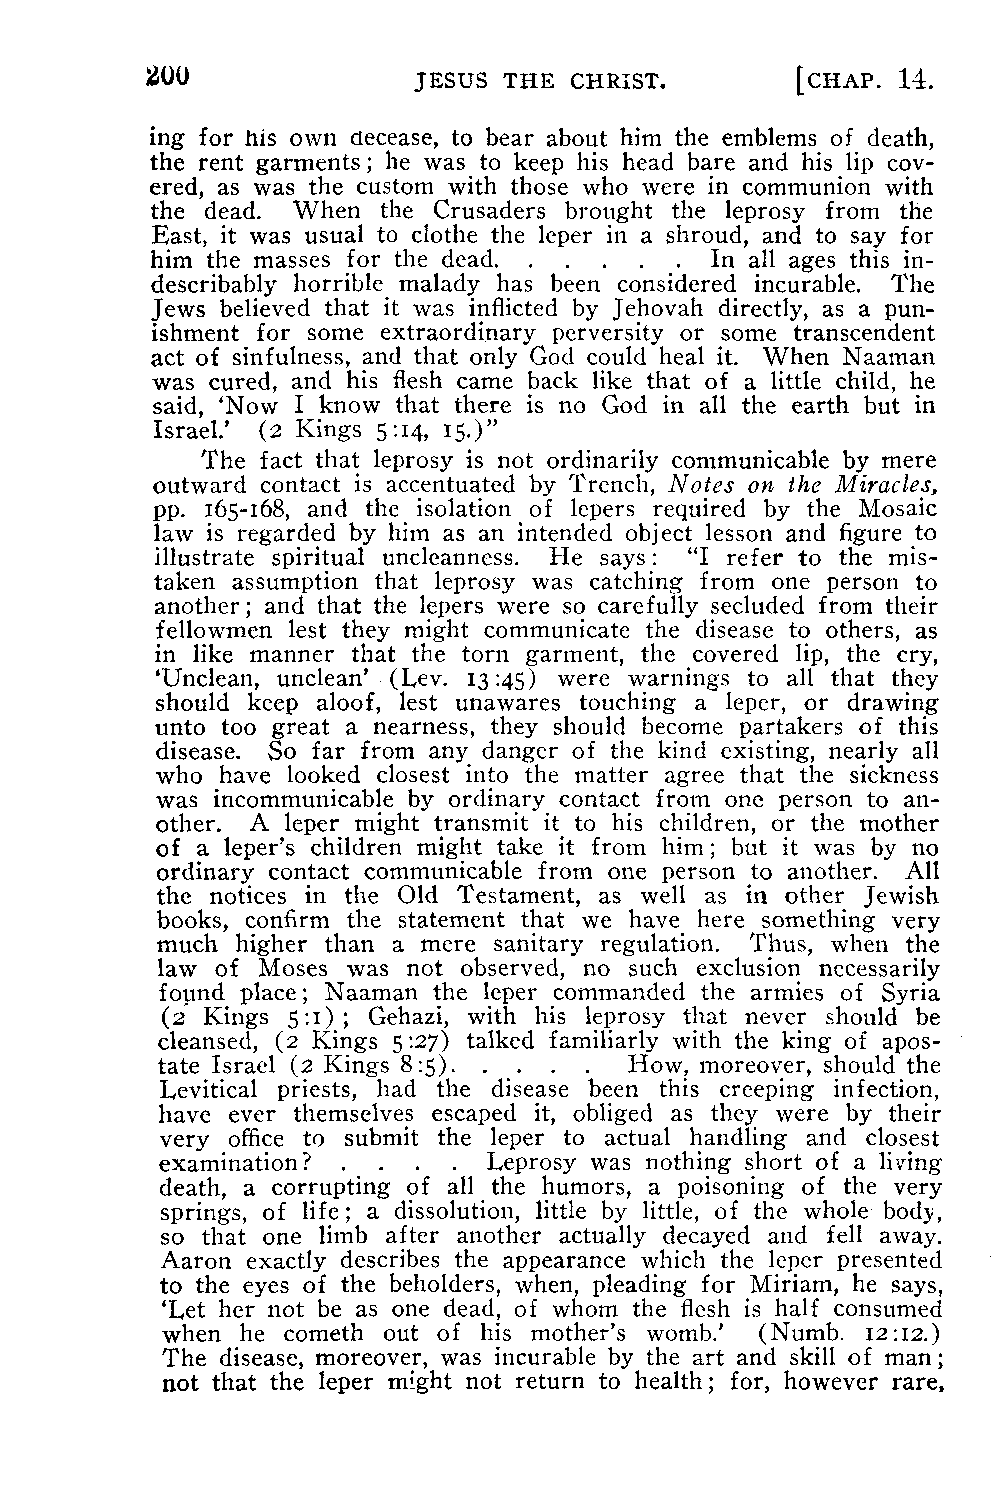 200 JESUS THE CHRIST. [CHAP. 14.
ing for his own decease, to bear about him the emblems of death,
the rent garments; he was to keep his head bare and his lip cov-
ered, as was the custom with those who were in communion with
the dead. When the Crusaders brought the leprosy from the
East, it was usual to clothe the leper in a shroud, and to say for
him the masses for the dead. . . . . . In all ages this in-
describably horrible malady has been considered incurable. The
Jews believed that it was inflicted by Jehovah directly, as a pun-
ishment for some extraordinary perversity or some transcendent
act of sinfulness, and that only God could heal it. When Naaman
was cured, and his flesh came back like that of a little child, he
said, ‘Now I know that there is no God in all the earth but in
Israel.’ (2 Kings 5:14, 15.)”
The fact that leprosy is not ordinarily communicable by mere
outward contact is accentuated by Trench, Notes on the Miracles,
pp. 165-168, and the isolation of lepers required by the Mosaic
law is regarded by him as an intended object lesson and figure to
illustrate spiritual uncleanness. He says: “I refer to the mis-
taken assumption that leprosy was catching from one person to
another; and that the lepers were so carefully secluded from their
fellowmen lest they might communicate the disease to others, as
in like manner that the torn garment, the covered lip, the cry,
‘Unclean, unclean’ (Lev. 13:45) were warnings to all that they
should keep aloof, lest unawares touching a leper, or drawing
unto too great a nearness, they should become partakers of this
disease. So far from any danger of the kind existing, nearly all
who have looked closest into the matter agree that the sickness
was incommunicable by ordinary contact from one person to an-
other. A leper might transmit it to his children, or the mother
of a leper’s children might take it from him; but it was by no
ordinary contact communicable from one person to another. All
the notices in the Old Testament, as well as in other Jewish
books, confirm the statement that we have here something very
much higher than a mere sanitary regulation. Thus, when the
law of Moses was not observed, no such exclusion necessarily
found place; Naaman the leper commanded the armies of Syria
(2 Kings 5:1); Gehazi, with his leprosy that never should be
cleansed, (2 Kings 5:27) talked familiarly with the king of apos-
tate Israel (2 Kings 8:5). . . . . . How, moreover, should the
Levitical priests, had the disease been this creeping infection,
have ever themselves escaped it, obliged as they were by their
very office to submit the leper to actual handling and closest
examination? . . . . Leprosy was nothing short of a living
death, a corrupting of all the humors, a poisoning of the very
springs, of life; a dissolution, little by little, of the whole body,
so that one limb after another actually decayed and fell away.
Aaron exactly describes the appearance which the leper presented
to the eyes of the beholders, when, pleading for Miriam, he says,
‘Let her not be as one dead, of whom the flesh is half consumed
when he cometh out of his mother’s womb.’ (Numb. 12:12.)
The disease, moreover, was incurable by the art and skill of man;
not that the leper might not return to health; for, however rare,